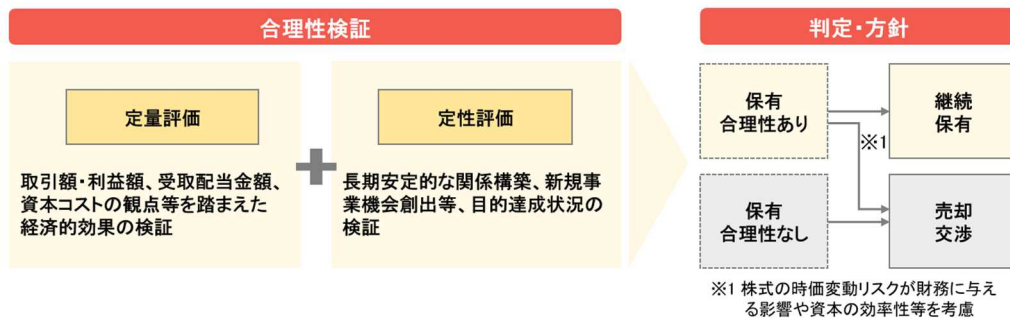 合理性検証
定量評価
取引額・利益額、受取配当金額、
資本コストの観点等を踏まえた
経済的効果の検証
定性評価
長期安定的な関係構築、新規事
業機会創出等、目的達成状況の
検証
判定・方針
保有
合理性あり
継続
保有
※1
保有
合理性なし
売却
交渉
※1 株式の時価変動リスクが財務に与え
る影響や資本の効率性等を考慮